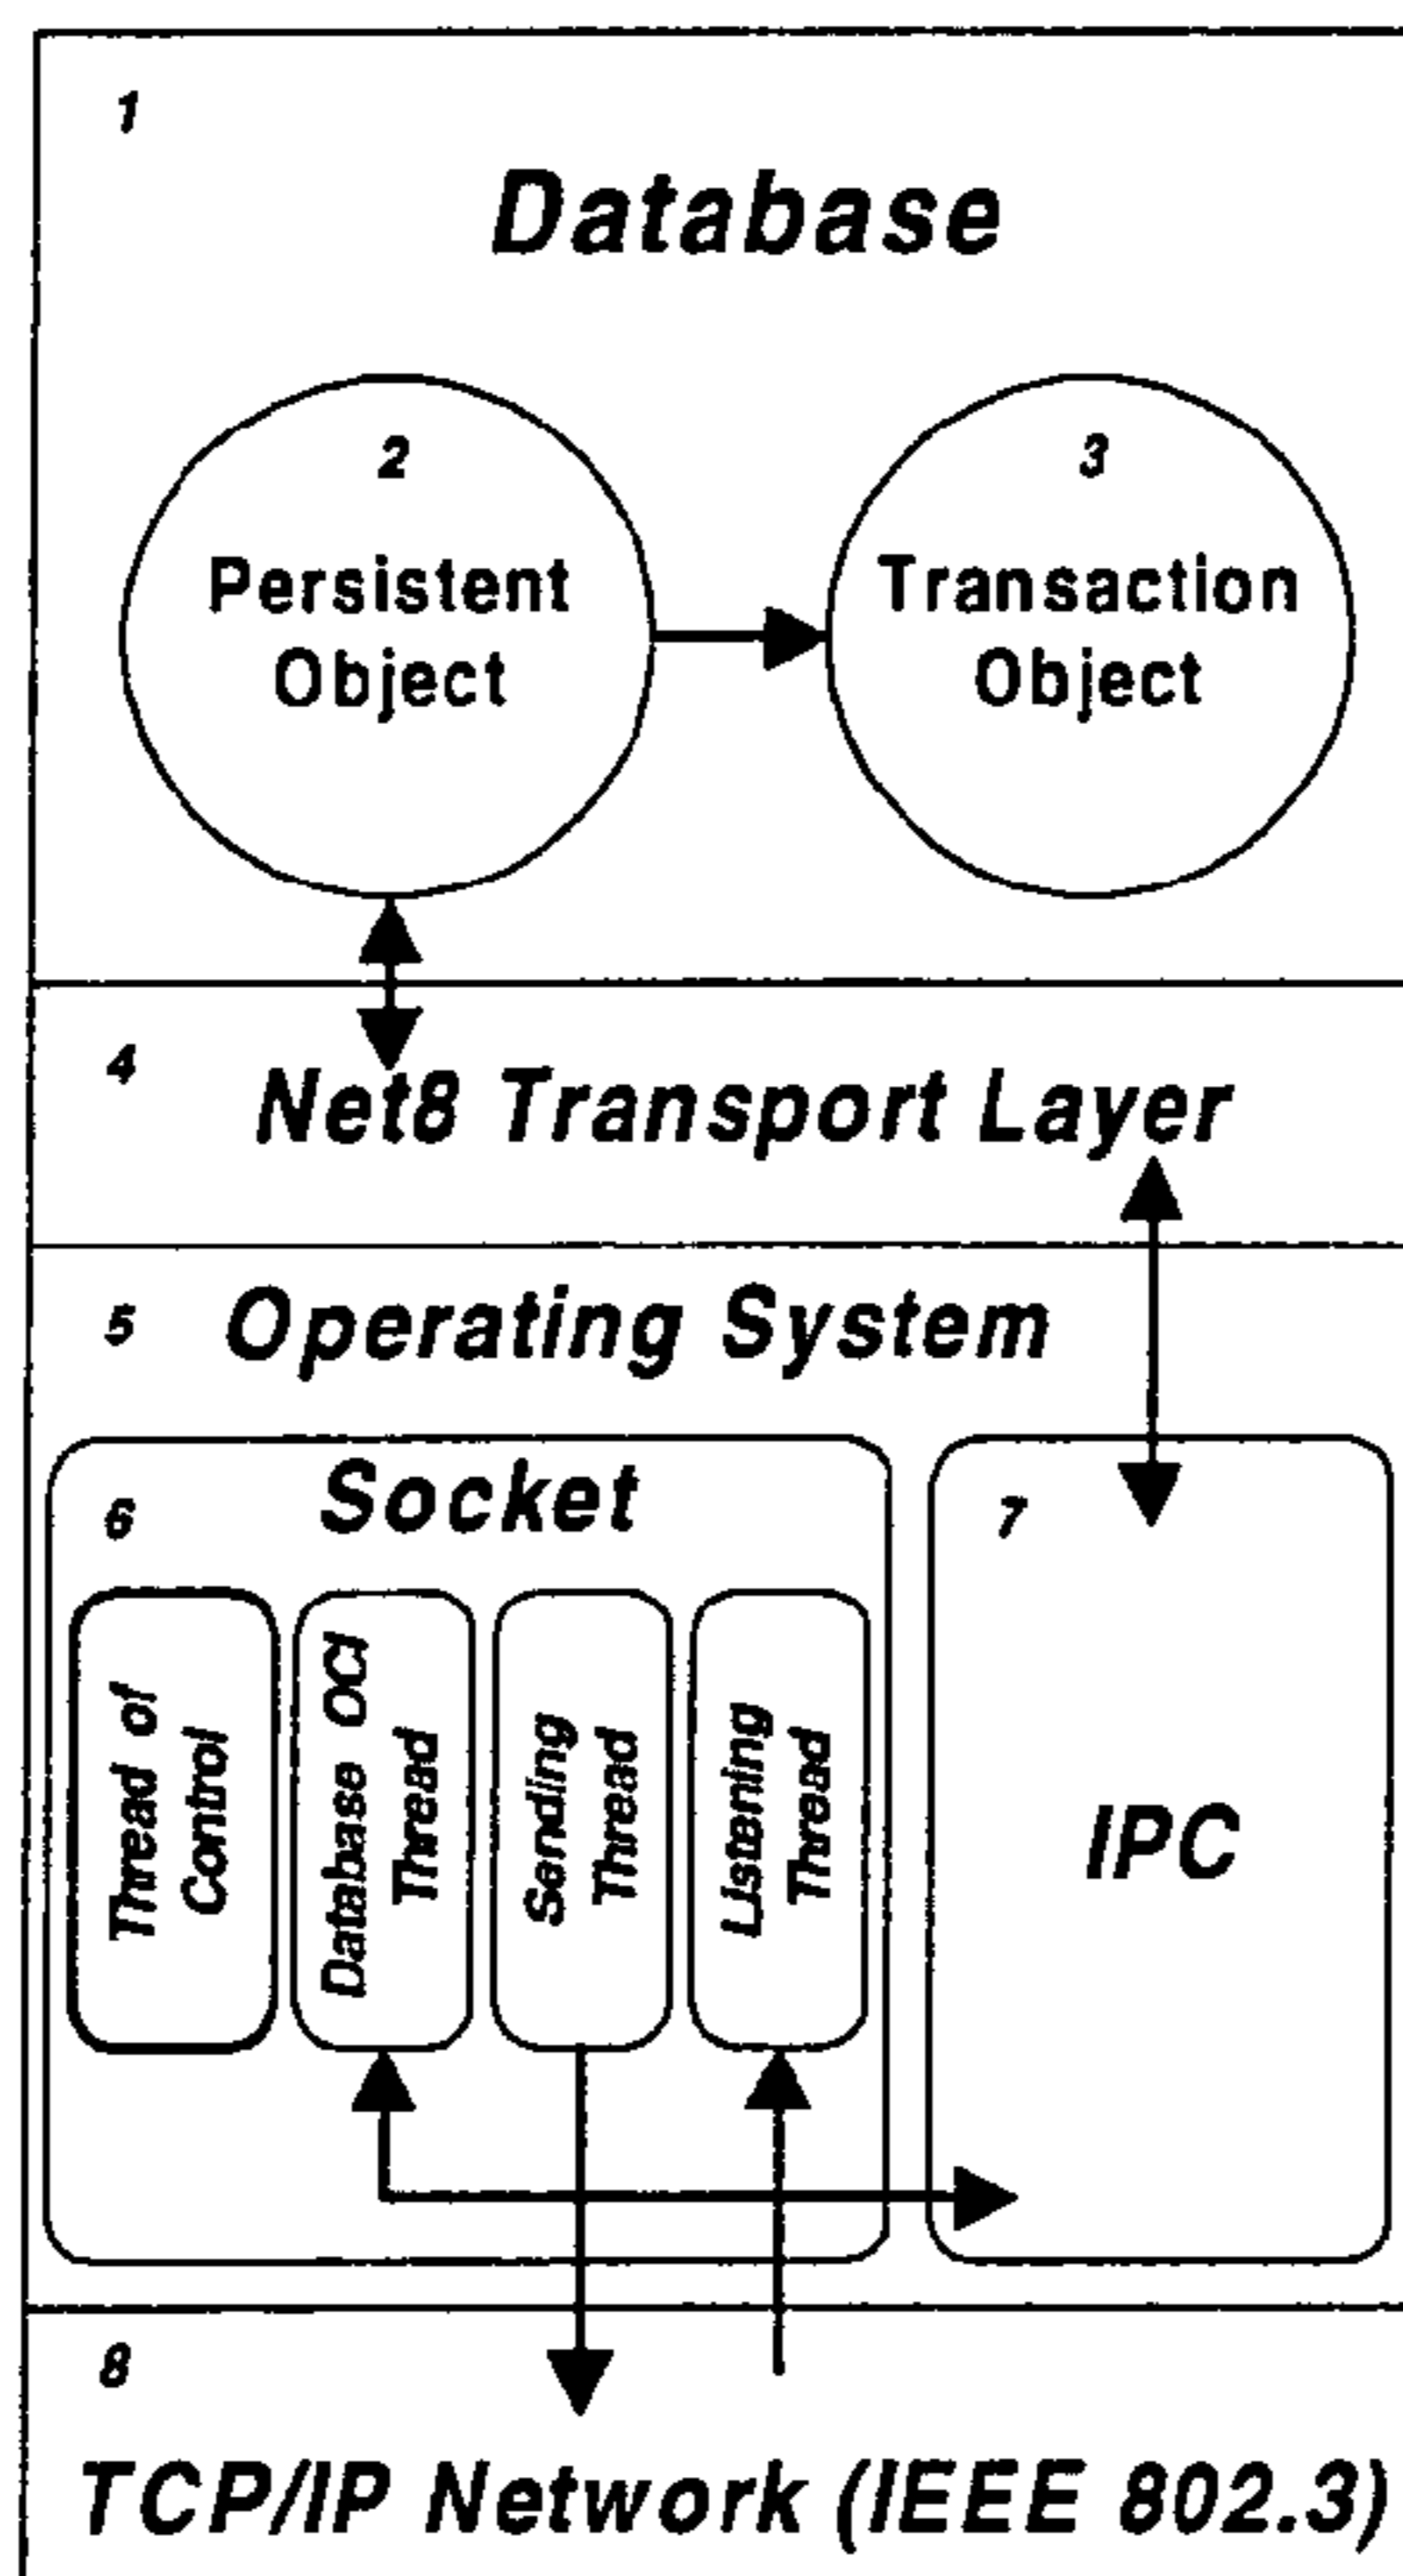 1
Database
2
3
Persistent
Object
Transaction
Object
4
Net8 Transport Layer
5
Operating System
6
Socket
7
Thread of
Control
Database OCI
Thread
Sending
Thread
Listening
Thread
IPC
8
TCP/IP Network (IEEE 802.3)